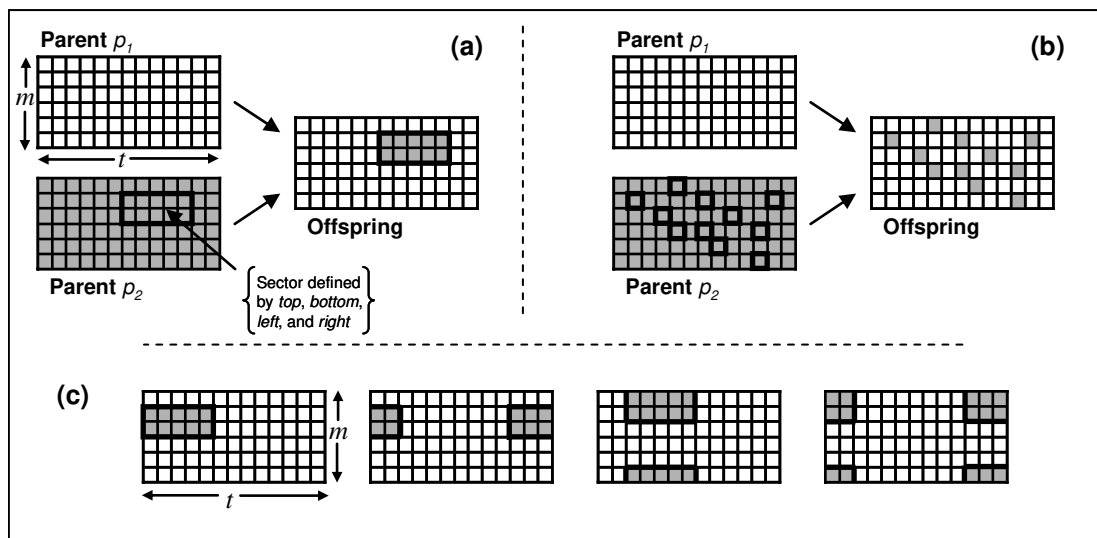 Parent p1
(a)
m
t
Offspring
Parent p2
Sector defined
by top, bottom,
left, and right
Parent p1
(b)
Offspring
Parent p2
(c)
m
t